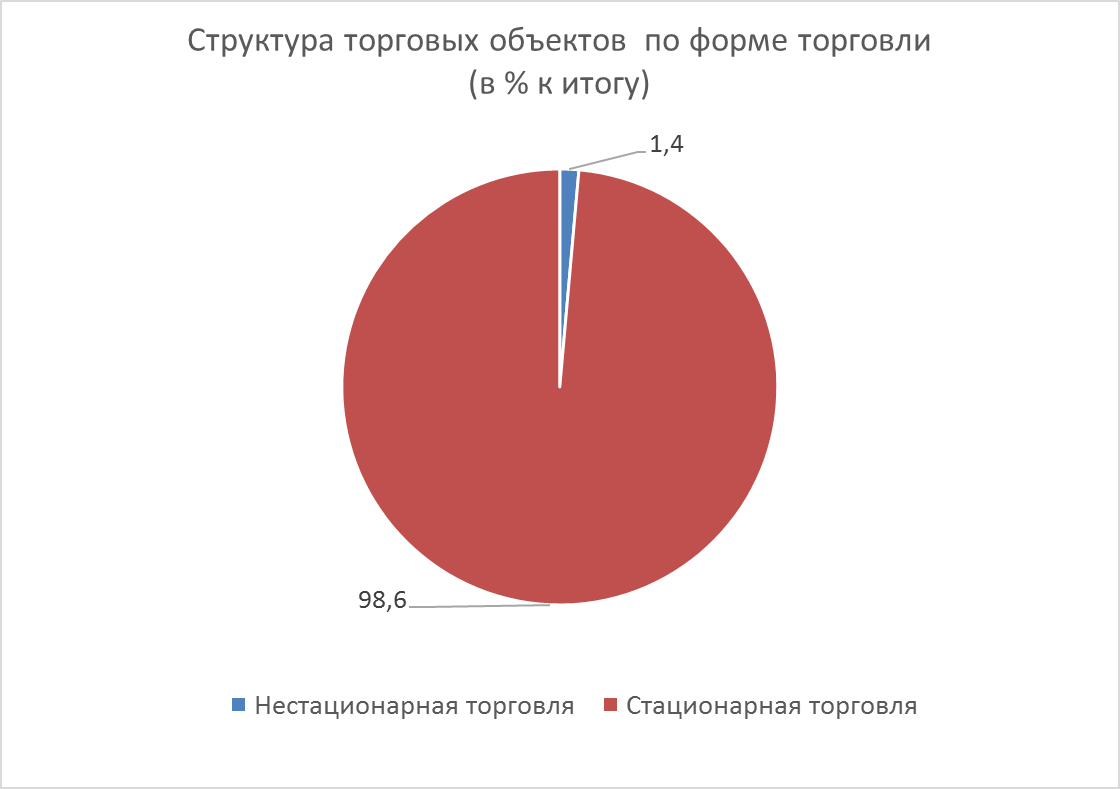 Структура торговых объектов  по форме торговли
(в % к итогу)
1,4
98,6
Нестационарная торговля
Стационарная торговля